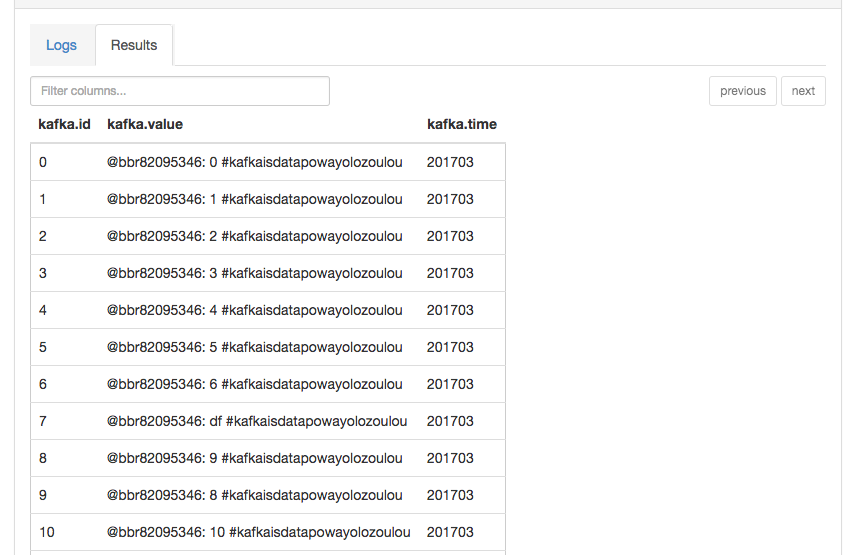 Logs Results
Filter columns... previous next
kafka.id kafka.value kafka.time
0 @bbr82095346: 0 #kafkaisdatapowayolozoulou 201703
1 @bbr82095346: 1 #kafkaisdatapowayolozoulou 201703
2 @bbr82095346: 2 #kafkaisdatapowayolozoulou 201703
3 @bbr82095346: 3 #kafkaisdatapowayolozoulou 201703
4 @bbr82095346: 4 #kafkaisdatapowayolozoulou 201703
5 @bbr82095346: 5 #kafkaisdatapowayolozoulou 201703
6 @bbr82095346: 6 #kafkaisdatapowayolozoulou 201703
7 @bbr82095346: df #kafkaisdatapowayolozoulou 201703
8 @bbr82095346: 9 #kafkaisdatapowayolozoulou 201703
9 @bbr82095346: 8 #kafkaisdatapowayolozoulou 201703
10 @bbr82095346: 10 #kafkaisdatapowayolozoulou 201703